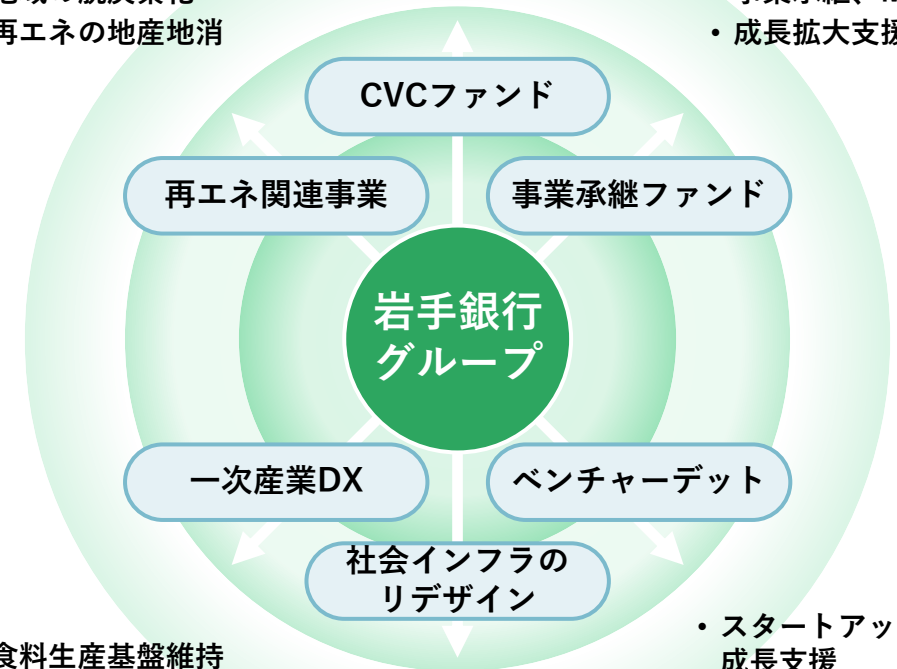 再エネの地産地消
・成長拡大支援
CVCファンド
再エネ関連事業
事業承継ファンド
岩手銀行
グループ
一次産業DX
ベンチャーデット
社会インフラの
リデザイン
食料生産基盤維持
・スタートアッ
成長支援